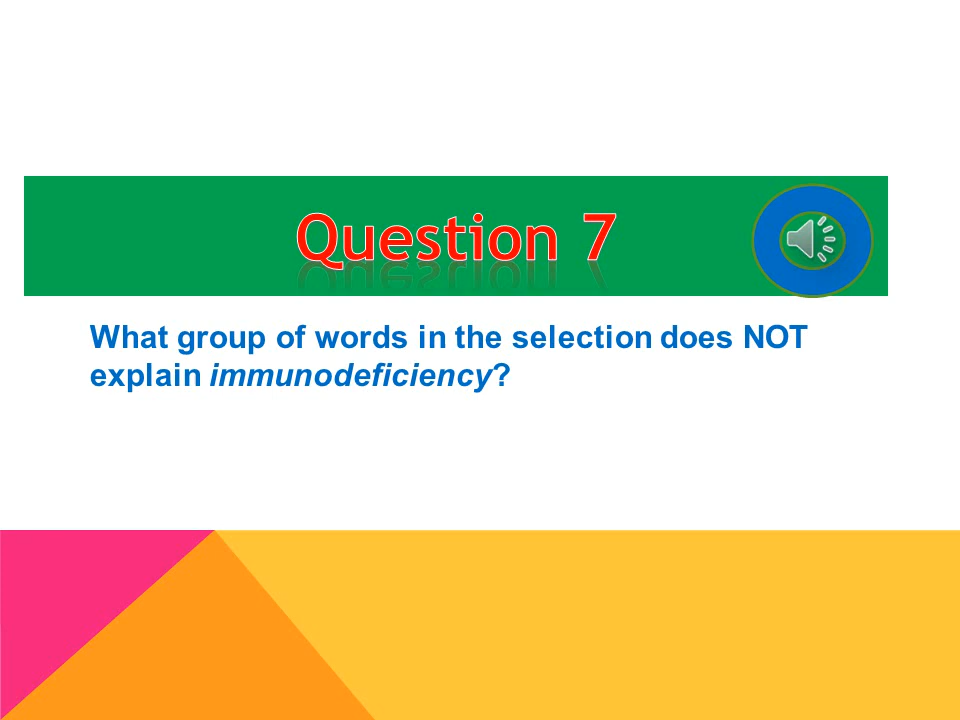 Question 7
What group of words in the selection does NOT
explain immunodeficiency?